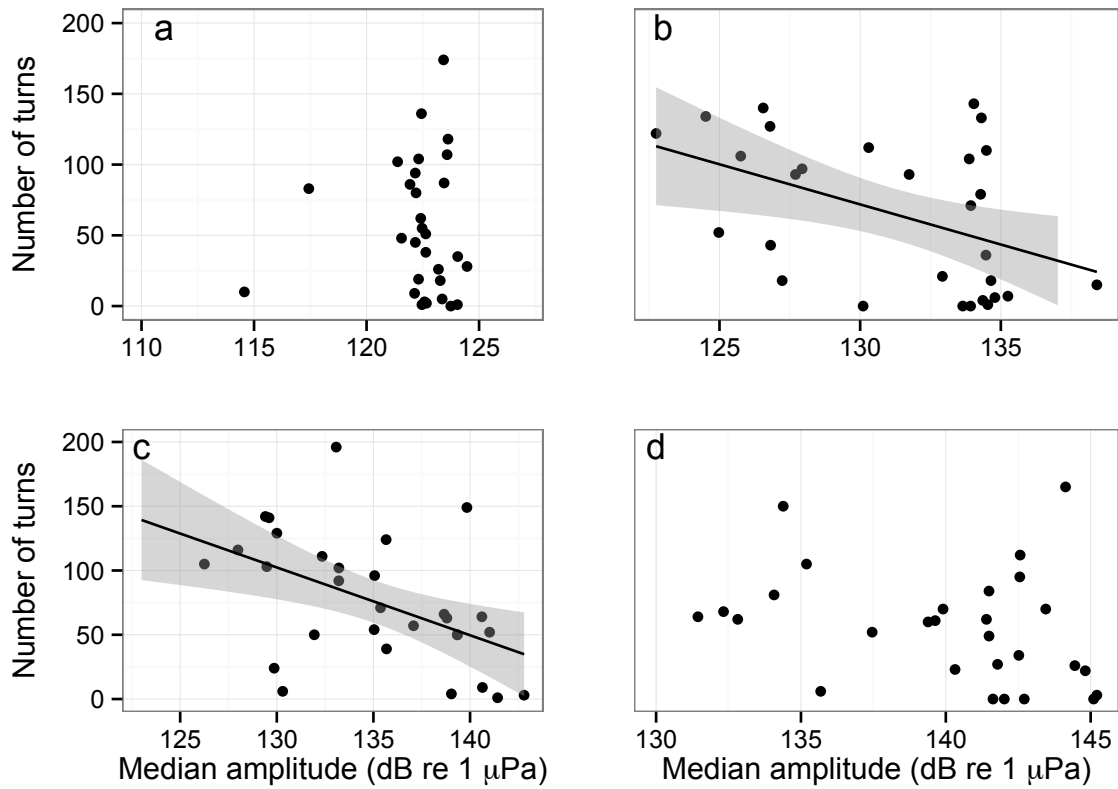 a
b
Number of turns
200
150
100
50
0
110 115 120 125
125 130 135
c
d
Number of turns
200
150
100
50
0
125 130 135 140
130 135 140 145
Median amplitude (dB re 1 μPa)
Median amplitude (dB re 1 μPa)